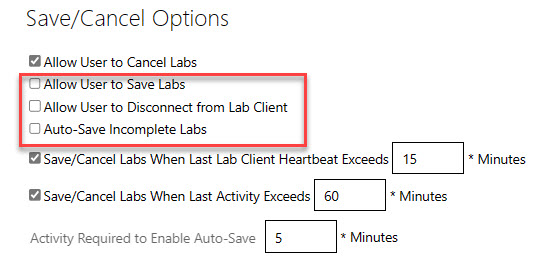 Save/Cancel Options
Allow User to Cancel Labs
Allow User to Save Labs
Allow User to Disconnect from Lab Client
Auto-Save Incomplete Labs
Save/Cancel Labs When Last Lab Client Heartbeat Exceeds 15 * Minutes
Save/Cancel Labs When Last Activity Exceeds 60 * Minutes
Activity Required to Enable Auto-Save 5 * Minutes